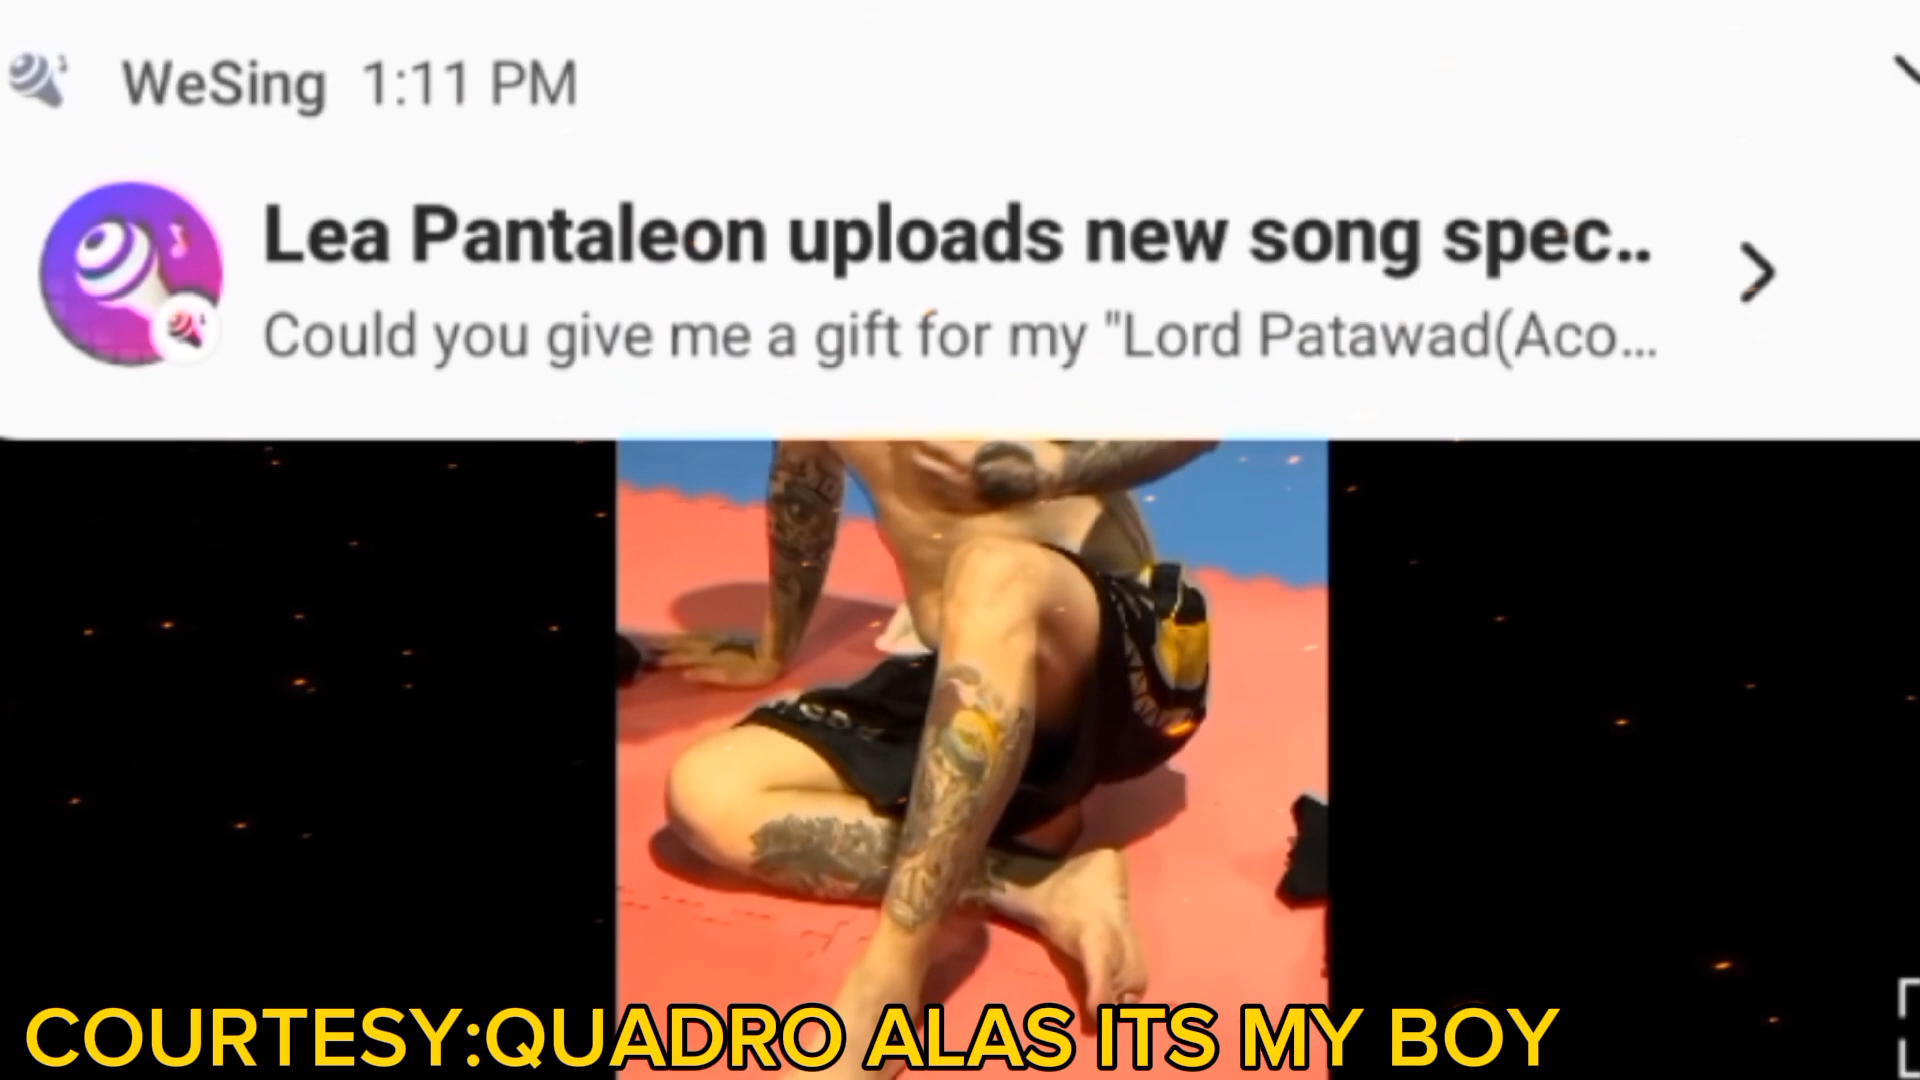 WeSing 1:11 PM
Lea Pantaleon uploads new song spec..
Could you give me a gift for my "Lord Patawad(Aco...
COURTESY:QUADRO ALAS ITS MY BOY